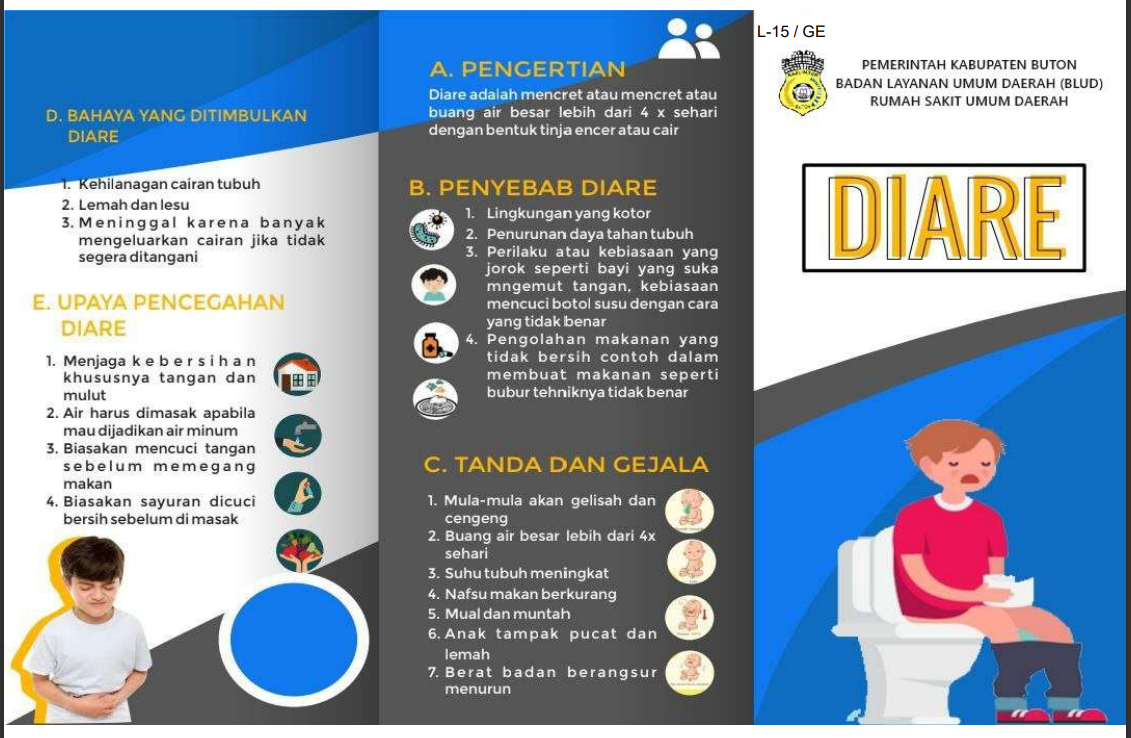 D. BAHAYA YANG DITIMBULKAN
DIARE
1. Kehilanagan cairan tubuh
2. Lemah dan lesu
3. Meninggal karena banyak
mengeluarkan cairan jika tidak
segera ditangani
E. UPAYA PENCEGAHAN
DIARE
1. Menjaga kebersihan
khususnya tangan dan
mulut
2. Air harus dimasak apabila
mau dijadikan air minum
3. Biasakan mencuci tangan
sebelum memegang
makan
4. Biasakan sayuran dicuci
bersih sebelum di masak
A. PENGERTIAN
Diare adalah mencret atau mencret atau
buang air besar lebih dari 4 x sehari
dengan bentuk tinja encer atau cair
B. PENYEBAB DIARE
1. Lingkungan yang kotor
2. Penurunan daya tahan tubuh
3. Perilaku atau kebiasaan yang
jorok seperti bayi yang suka
mngemut tangan, kebiasaan
mencuci botol susu dengan cara
yang tidak benar
4. Pengolahan makanan yang
tidak bersih contoh dalam
membuat makanan seperti
bubur tehniknya tidak benar
C. TANDA DAN GEJALA
1. Mula-mula akan gelisah dan
cengeng
2. Buang air besar lebih dari 4x
sehari
3. Suhu tubuh meningkat
4. Nafsu makan berkurang
5. Mual dan muntah
6. Anak tampak pucat dan
lemah
7. Berat badan berangsur
menurun
L-15 / GE
BUTON
PEMERINTAH KABUPATEN BUTON
BADAN LAYANAN UMUM DAERAH (BLUD)
RUMAH SAKIT UMUM DAERAH
DIARE